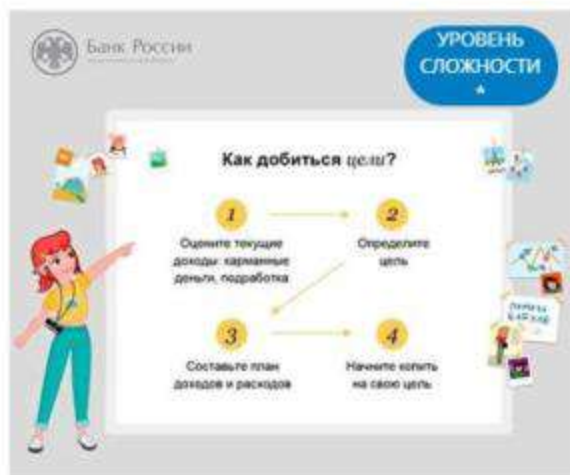 Банк России
УРОВЕНЬ
СЛОЖНОСТИ
*
Как добиться цели?
1
2
Оцените текущие
доходы: карманные
деньги, подработка
Определите
цель
3
4
Составьте план
доходов и расходов
Начните копить
на свою цель